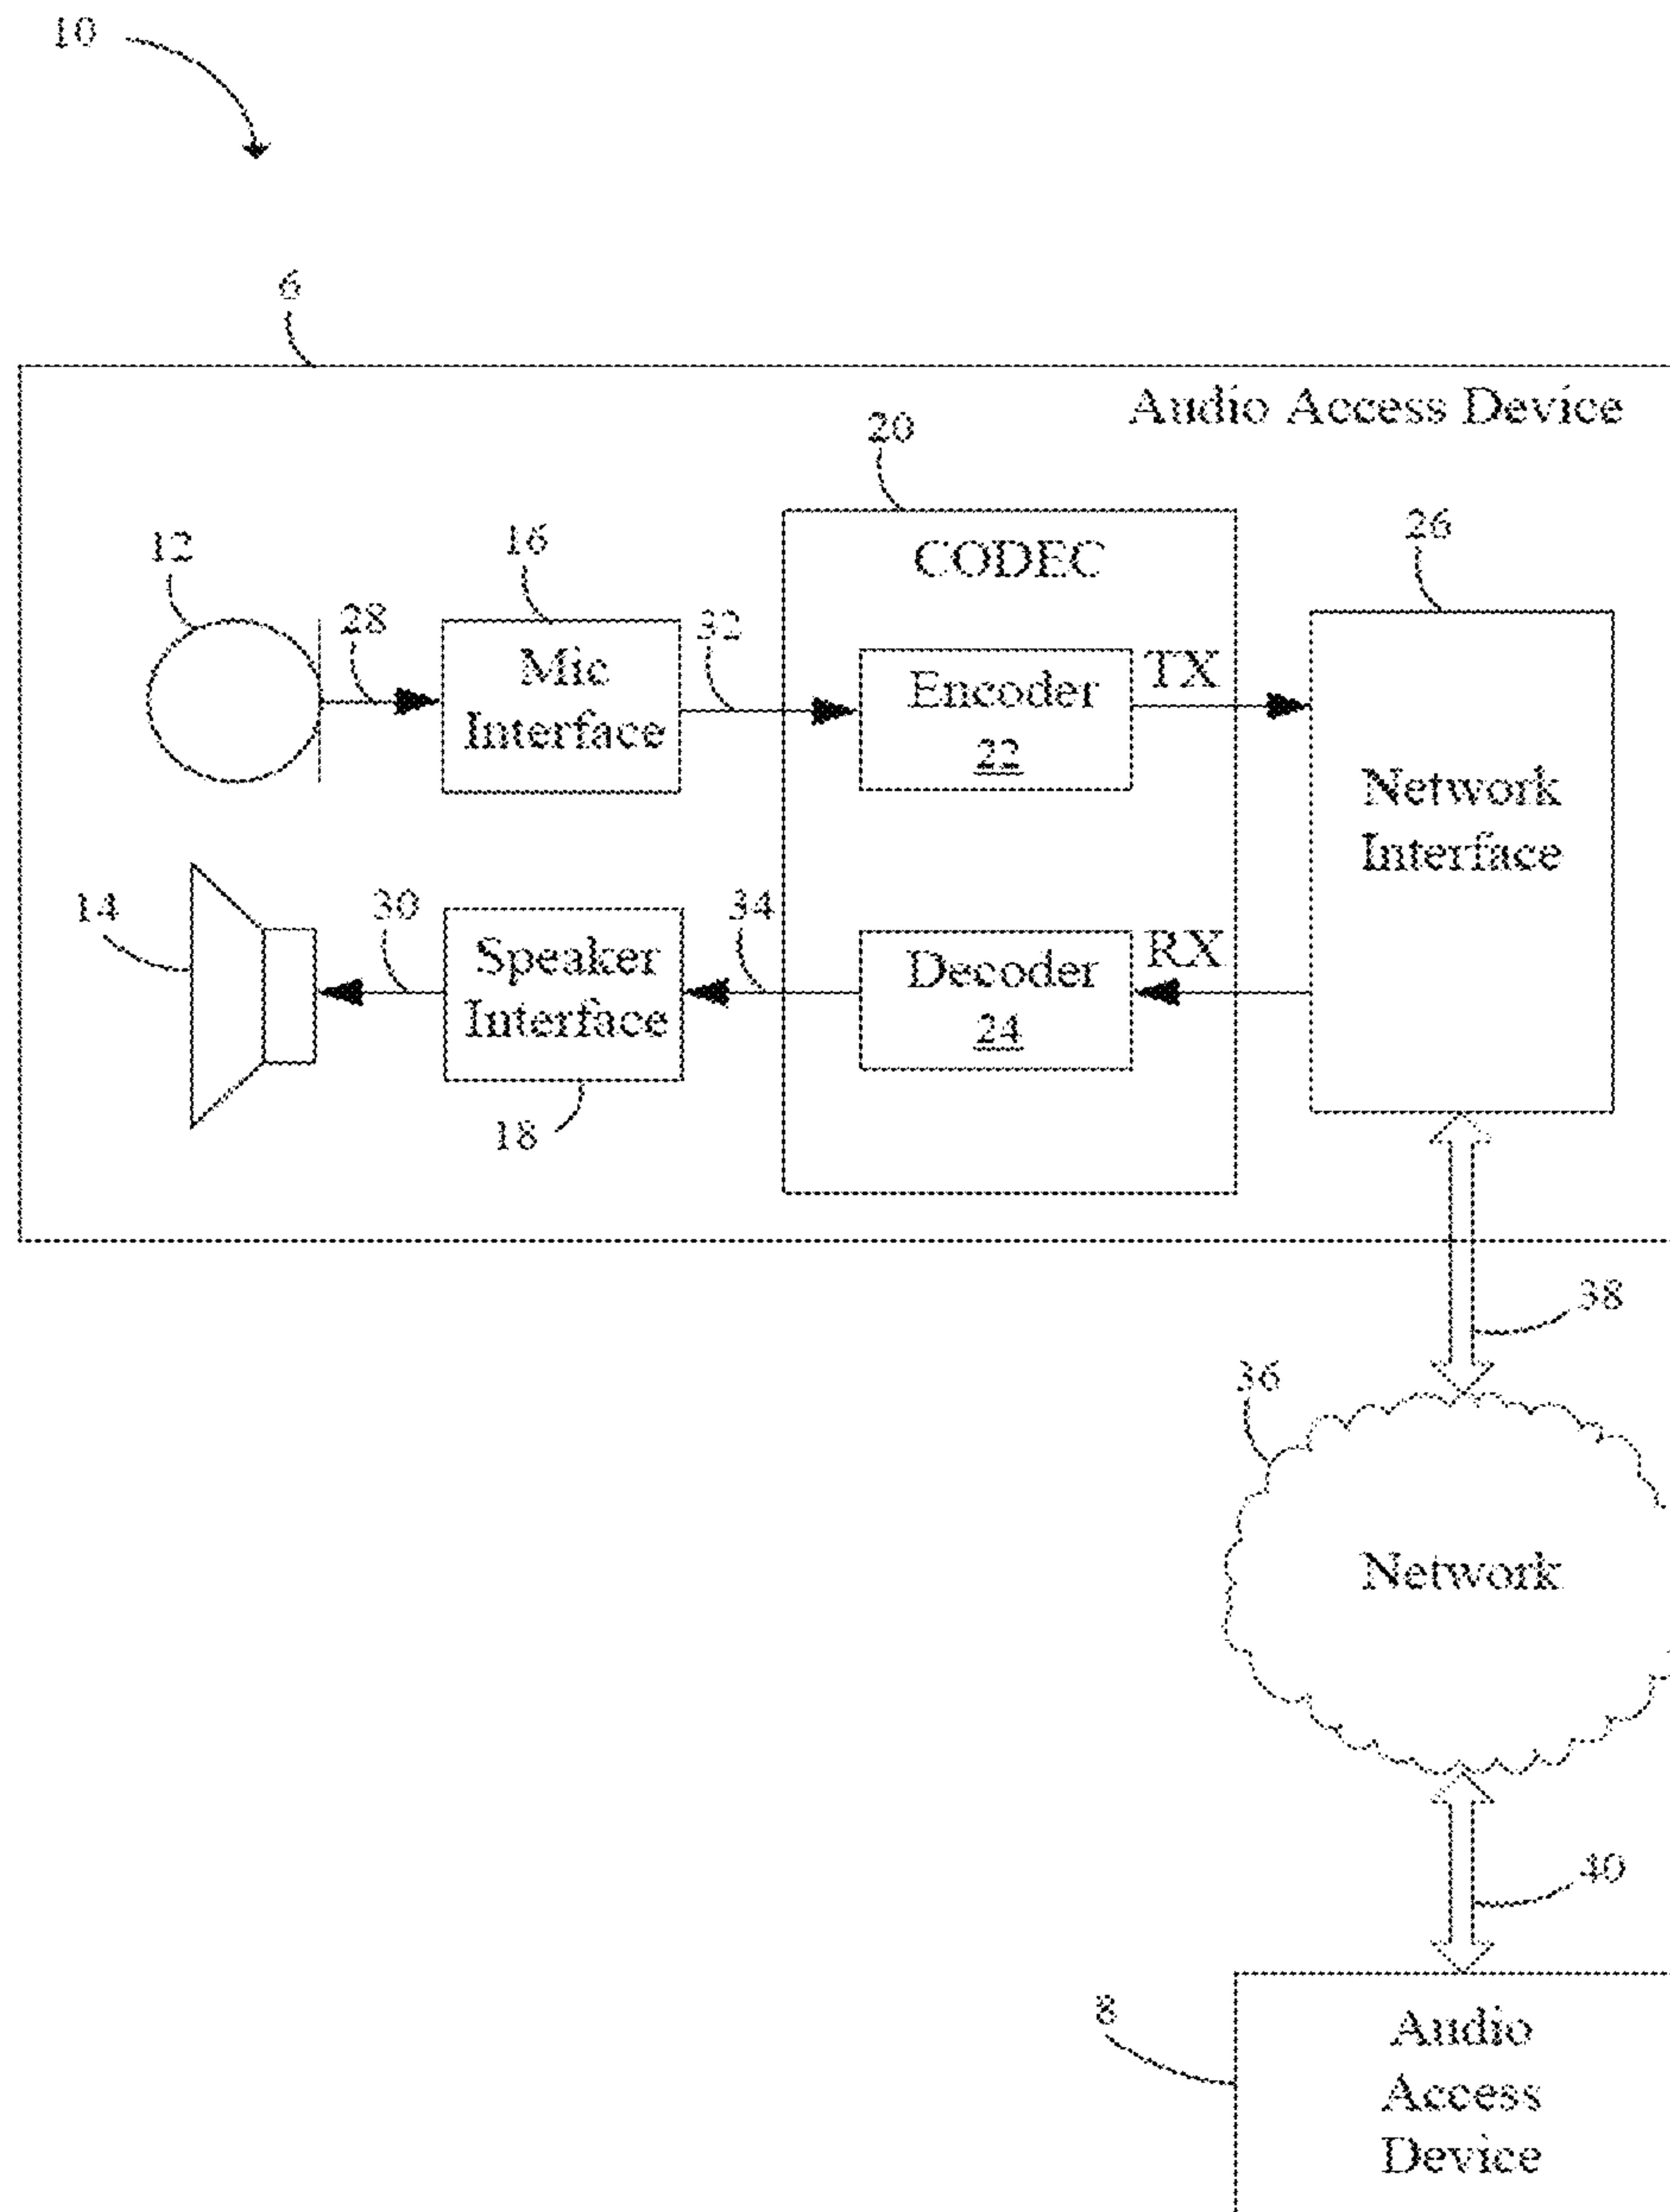 10
6
Audio Access Device
20
CODEC
12
28
16
Mic
Interface
32
Encoder
22
TX
26
Network
Interface
14
30
Speaker
Interface
18
34
Decoder
24
RX
38
36
Network
40
8
Audio
Access
Device